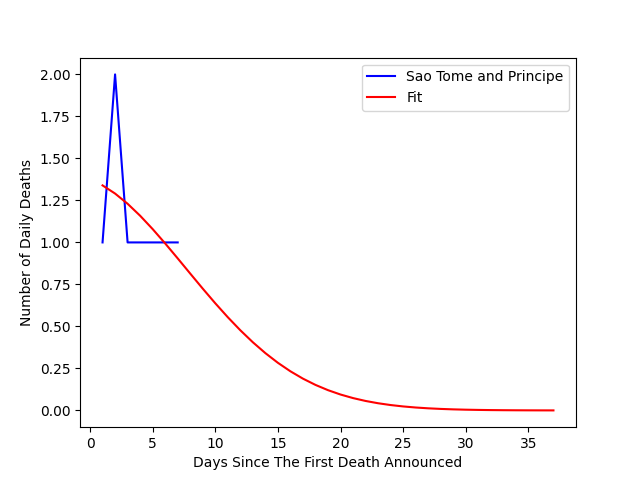 Sao Tome and Principe
Fit
2.00
1.75
1.50
1.25
1.00
0.75
0.50
0.25
0.00
Number of Daily Deaths
0 5 10 15 20 25 30 35
Days Since The First Death Announced